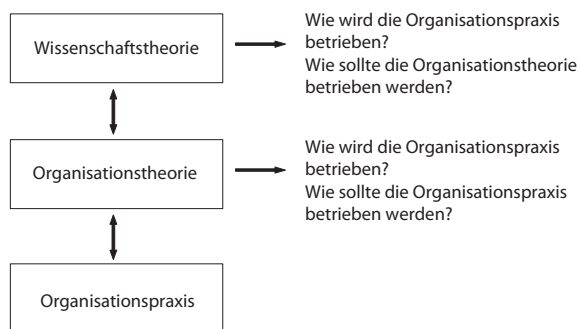 Wissenschaftstheorie
Wie wird die Organisationspraxis
betrieben?
Wie sollte die Organisationstheorie
betrieben werden?
Organisationstheorie
Wie wird die Organisationspraxis
betrieben?
Wie sollte die Organisationspraxis
betrieben werden?
Organisationspraxis